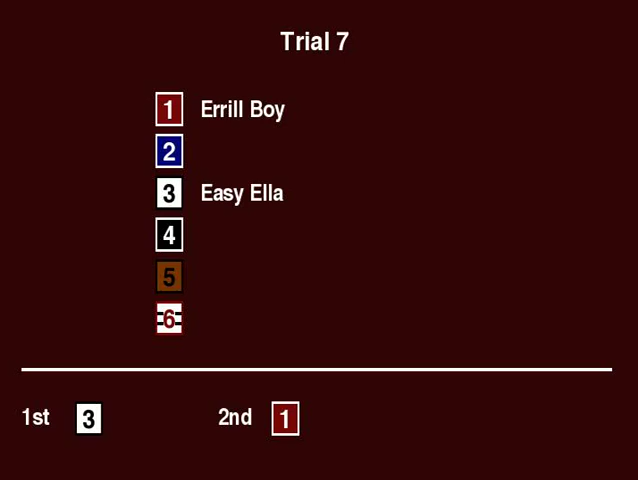 Trial 7
1 Errill Boy
2
3 Easy Ella
4
5
6
1st 3 2nd 1